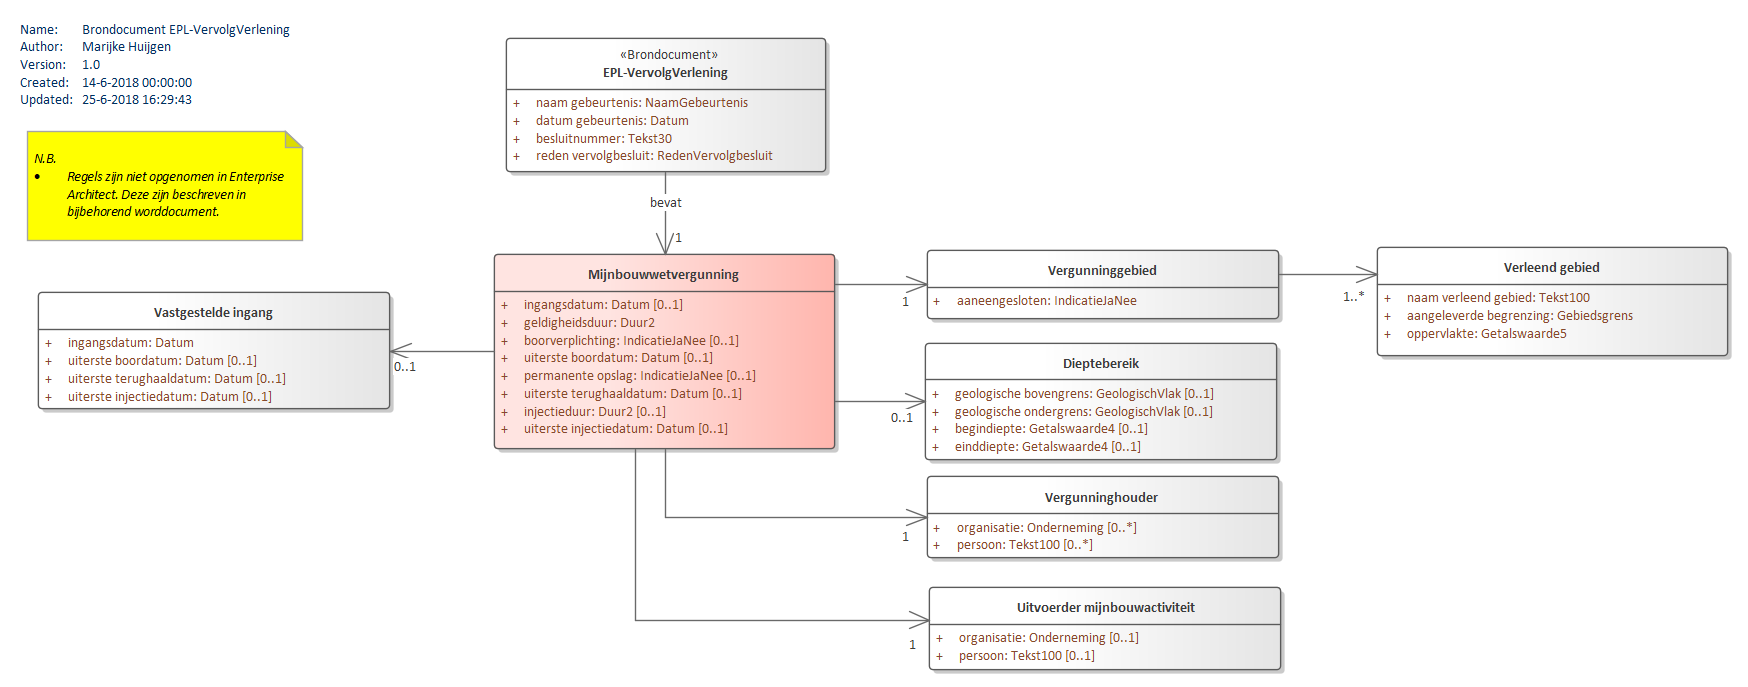 Name: Brondocument EPL-VervolgVerlening
Author: Marijke Huijgen
Version: 1.0
Created: 14-6-2018 00:00:00
Updated: 25-6-2018 16:29:43
N.B.
• Regels zijn niet opgenomen in Enterprise
Architect. Deze zijn beschreven in
bijbehorend worddocument.
«Brondocument»
EPL-VervolgVerlening
+ naam gebeurtenis: NaamGebeurtenis
+ datum gebeurtenis: Datum
+ besluitnummer: Tekst30
+ reden vervolgbesluit: RedenVervolgbesluit
bevat
1
Vastgestelde ingang
+ ingangsdatum: Datum
+ uiterste boordatum: Datum [0..1]
+ uiterste terughaaldatum: Datum [0..1]
+ uiterste injectiedatum: Datum [0..1]
0..1
Mijnbouwwetvergunning
+ ingangsdatum: Datum [0..1]
+ geldigheidsduur: Duur2
+ boorverplichting: IndicatieJaNee [0..1]
+ uiterste boordatum: Datum [0..1]
+ permanente opslag: IndicatieJaNee [0..1]
+ uiterste terughaaldatum: Datum [0..1]
+ injectieduur: Duur2 [0..1]
+ uiterste injectiedatum: Datum [0..1]
1
Vergunninggebied
+ aaneengesloten: IndicatieJaNee
1..*
Verleend gebied
+ naam verleend gebied: Tekst100
+ aangeleverde begrenzing: Gebiedsgrens
+ oppervlakte: Getalswaarde5
0..1
Dieptebereik
+ geologische bovengrens: GeologischVlak [0..1]
+ geologische ondergrens: GeologischVlak [0..1]
+ begindiepte: Getalswaarde4 [0..1]
+ einddiepte: Getalswaarde4 [0..1]
1
Vergunninghouder
+ organisatie: Onderneming [0..*]
+ persoon: Tekst100 [0..*]
1
Uitvoerder mijnbouwactiviteit
+ organisatie: Onderneming [0..1]
+ persoon: Tekst100 [0..1]